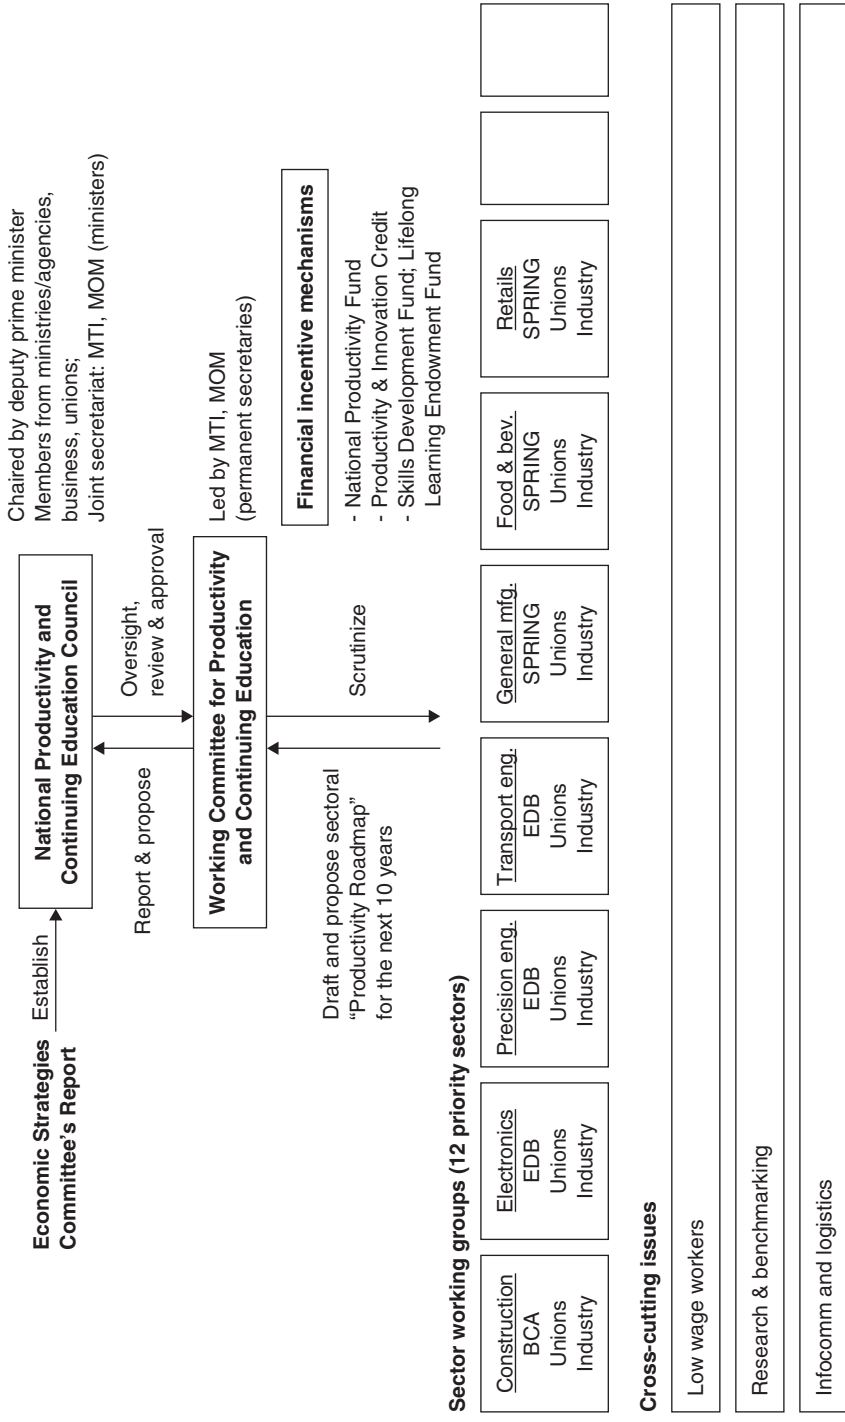 Economic Strategies
Committee's Report
Establish
National Productivity and
Continuing Education Council
Chaired by deputy prime minister
Members from ministries/agencies,
business, unions;
Joint secretariat: MTI, MOM (ministers)
Report & propose
Oversight,
review & approval
Working Committee for Productivity
and Continuing Education
Led by MTI, MOM
(permanent secretaries)
Draft and propose sectoral
“Productivity Roadmap”
for the next 10 years
Scrutinize
Financial incentive mechanisms
- National Productivity Fund
- Productivity & Innovation Credit
- Skills Development Fund; Lifelong
Learning Endowment Fund
Sector working groups (12 priority sectors)
Construction
BCA
Unions
Industry
Electronics
EDB
Unions
Industry
Precision eng.
EDB
Unions
Industry
Transport eng.
EDB
Unions
Industry
General mfg.
SPRING
Unions
Industry
Food & bev.
SPRING
Unions
Industry
Retails
SPRING
Unions
Industry
Cross-cutting issues
Low wage workers
Research & benchmarking
Infocomm and logistics